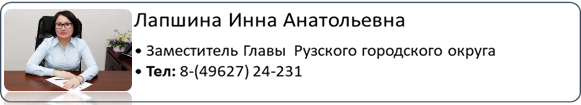 Лапшина Инна Анатольевна
• Заместитель Главы Рузского городского округа
• Тел: 8-(49627) 24-231